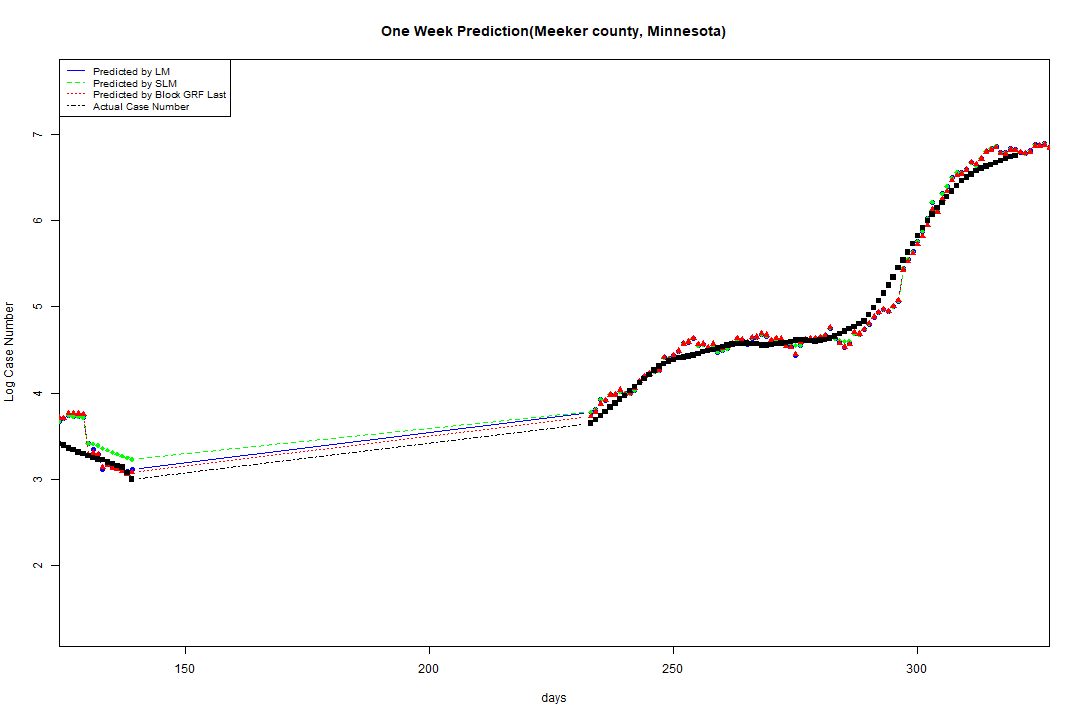 One Week Prediction(Meeker county, Minnesota)
Predicted by LM
Predicted by SLM
Predicted by Block GRF Last
Actual Case Number
7
6
5
4
3
2
Log Case Number
150 200 250 300
days